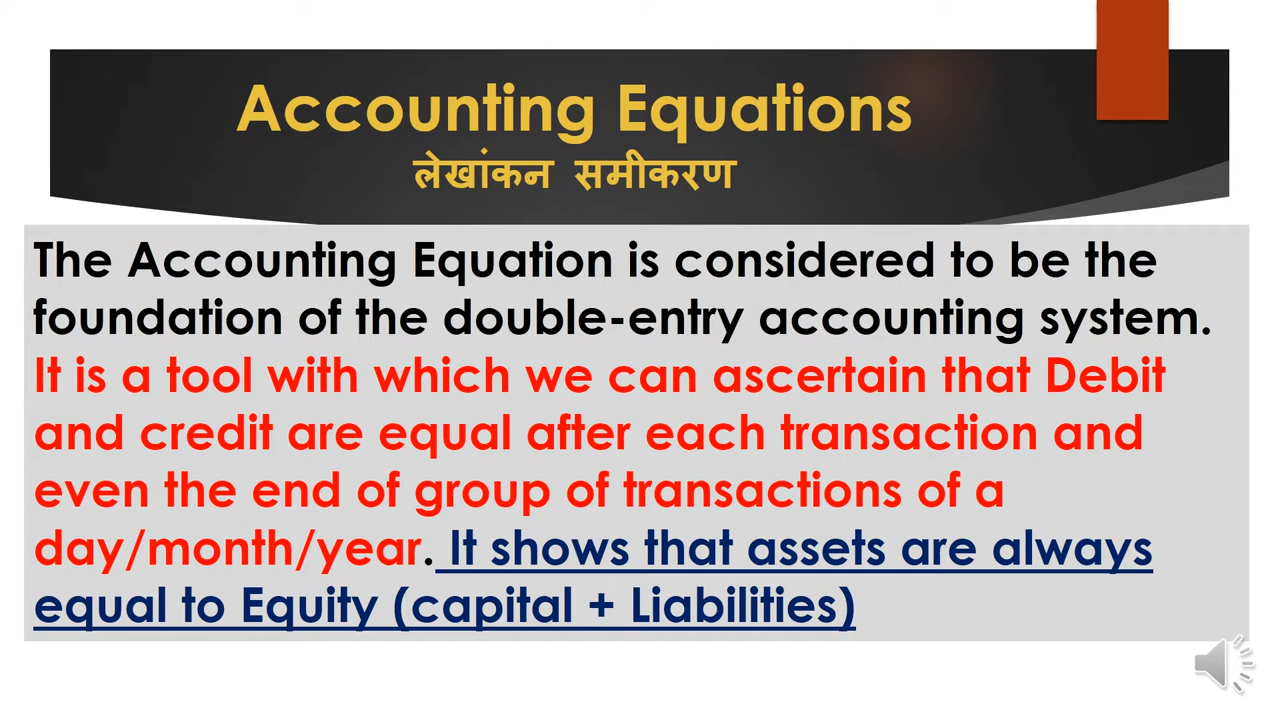 Accounting Equations
लेखांकन समीकरण
The Accounting Equation is considered to be the
foundation of the double-entry accounting system.
It is a tool with which we can ascertain that Debit
and credit are equal after each transaction and
even the end of group of transactions of a
day/month/year. It shows that assets are always
equal to Equity (capital + Liabilities)